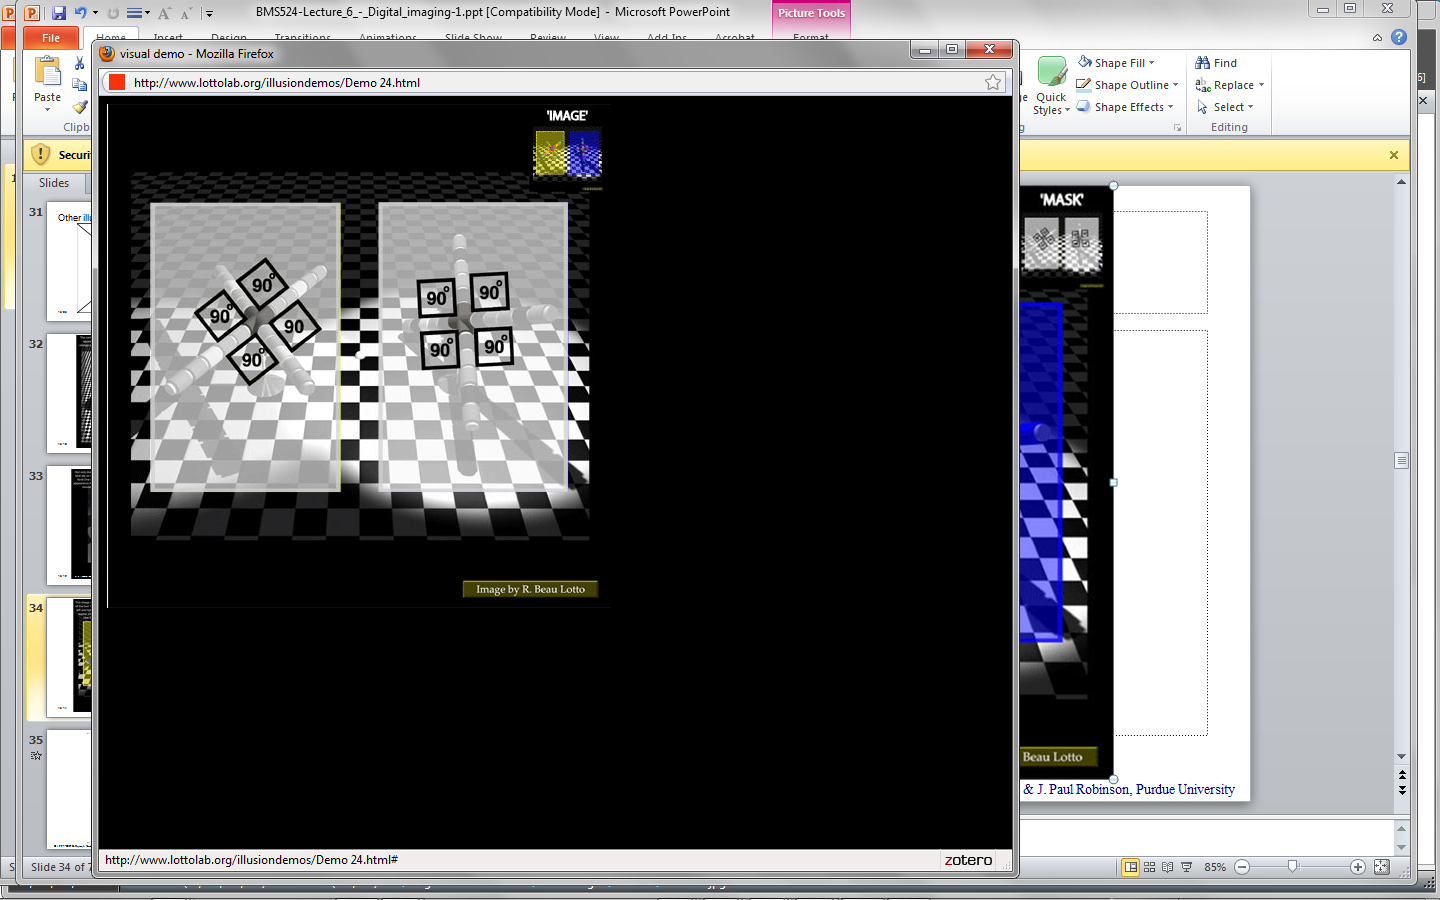 BMS524-Lecture_6_-_Digital_imaging-1.ppt [Compatibility Mode] - Microsoft PowerPoint
Picture Tools
File
Home
Insert
Design
Transitions
Animations
Slide Show
Review
View
Add-Ins
Acrobat
Format
visual demo - Mozilla Firefox
http://www.lottolab.org/illusiondemos/Demo 24.html
Paste
Clipb
Quick
Styles
Shape Fill
Shape Outline
Shape Effects
Find
Replace
Select
Editing
Slides
31
Other
32
33
34
35
'IMAGE'
90°
90°
90
90°
90°
90°
90°
90°
Image by R. Beau Lotto
'MASK'
Beau Lotto
& J. Paul Robinson, Purdue University
http://www.lottolab.org/illusiondemos/Demo 24.html#
zotero
Slide 34 of 7
85%